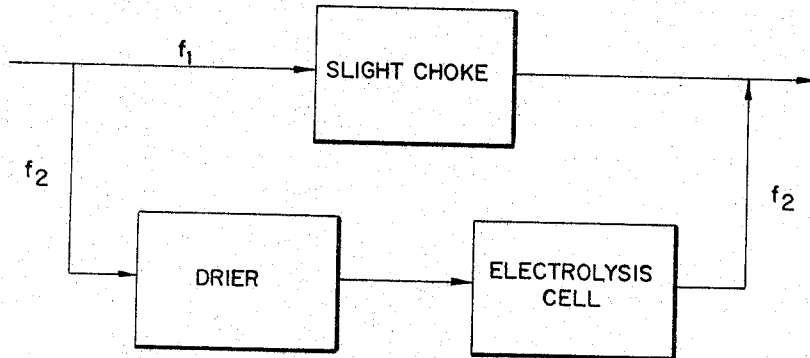 f1
SLIGHT CHOKE
f2
f2
DRIER
ELECTROLYSIS
CELL